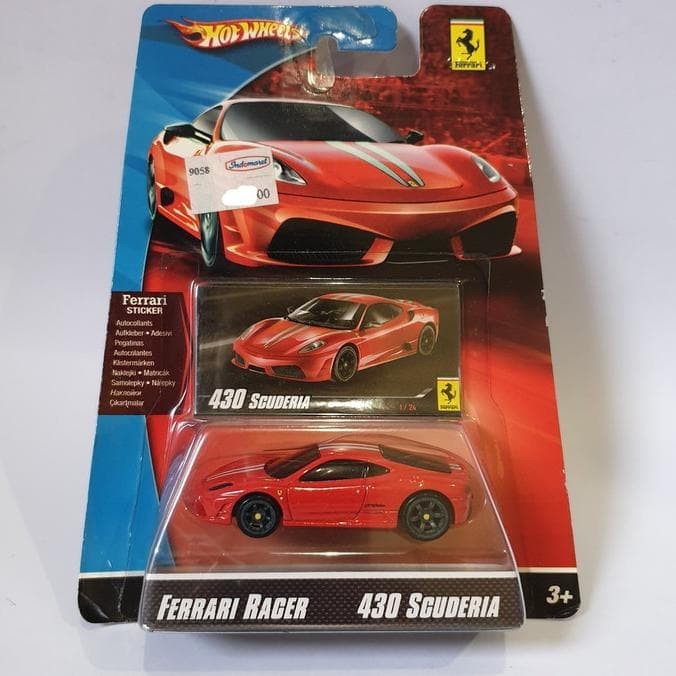 HOT WHEELS
Ferrari
9058
Indomaret
00
Ferrari
STICKER
Autocollants
Aufkleber • Adesivi
Pegatinas
Autocolantes
Klistermärken
Naklejki • Matricák
Samolepky • Nálepky
Наклейки
Çıkartmalar
430 SCUDERIA
1/24
Ferrari
FERRARI RACER
430 SCUDERIA
3+